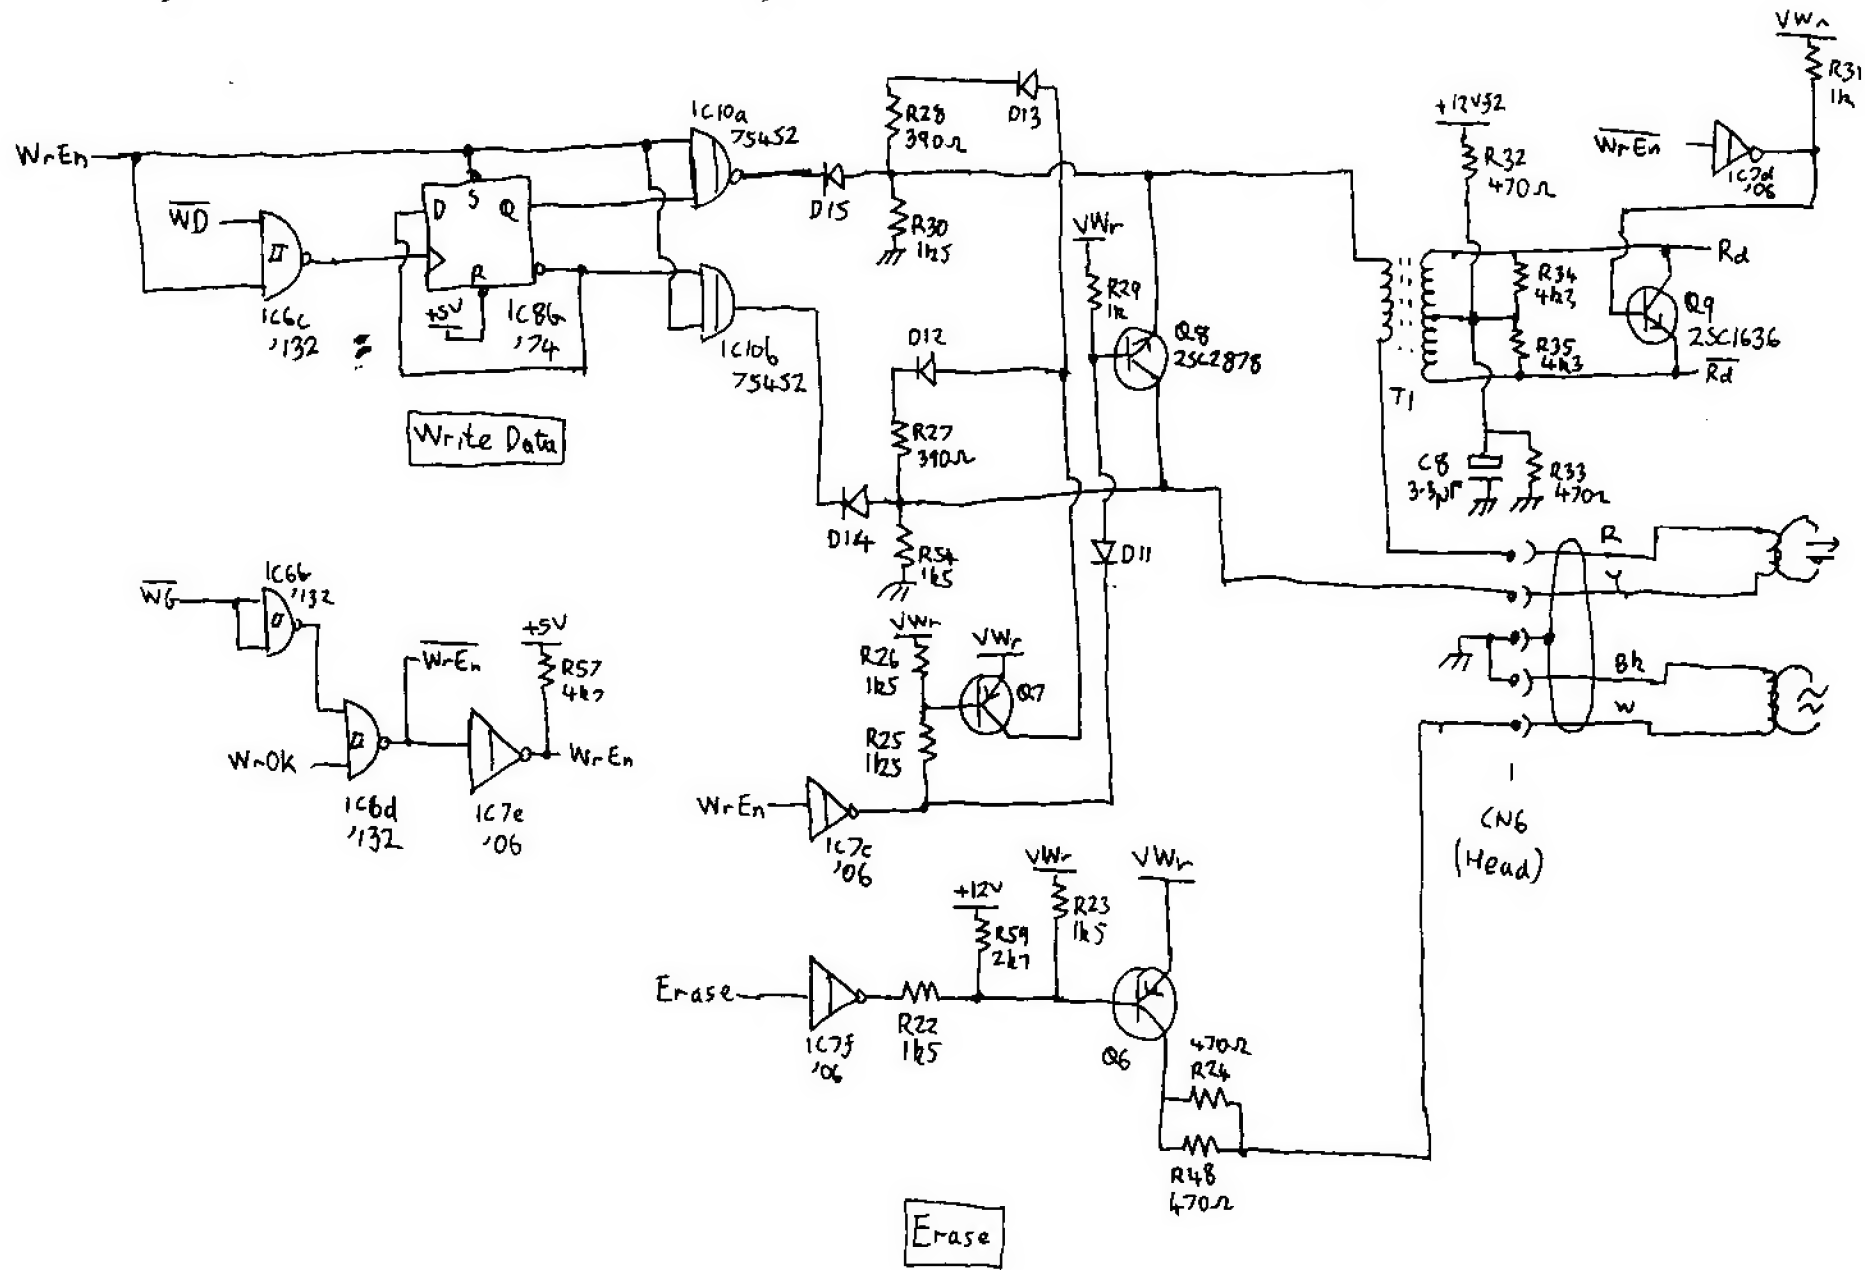 VWr
R31
1k
+12VS2
R32
470Ω
WrEn
IC7d
'06
IC10a
75452
R28
390Ω
D13
WrEn
WD
D
S
Q
R
+5V
IC6c
'132
IC8b
'74
D15
R30
1k5
VWr
R29
1k
Q8
2SC2878
IC10b
75452
D12
R27
390Ω
Write Data
D14
R54
1k5
D11
Rd
R34
4k3
R35
4k3
Q9
2SC1636
Rd
T1
C8
3.3µF
R33
470Ω
R
Y
Bk
W
1
CN6
(Head)
WG
IC6b
'132
WrEn
+5V
R57
4k7
WrOk
IC6d
'132
IC7e
'06
WrEn
VWr
R26
1k5
VWr
Q7
R25
1k5
WrEn
IC7c
'06
+12V
R59
2k7
VWr
R23
1k5
VWr
Erase
IC7f
'06
R22
1k5
Q6
470Ω
R24
R48
470Ω
Erase